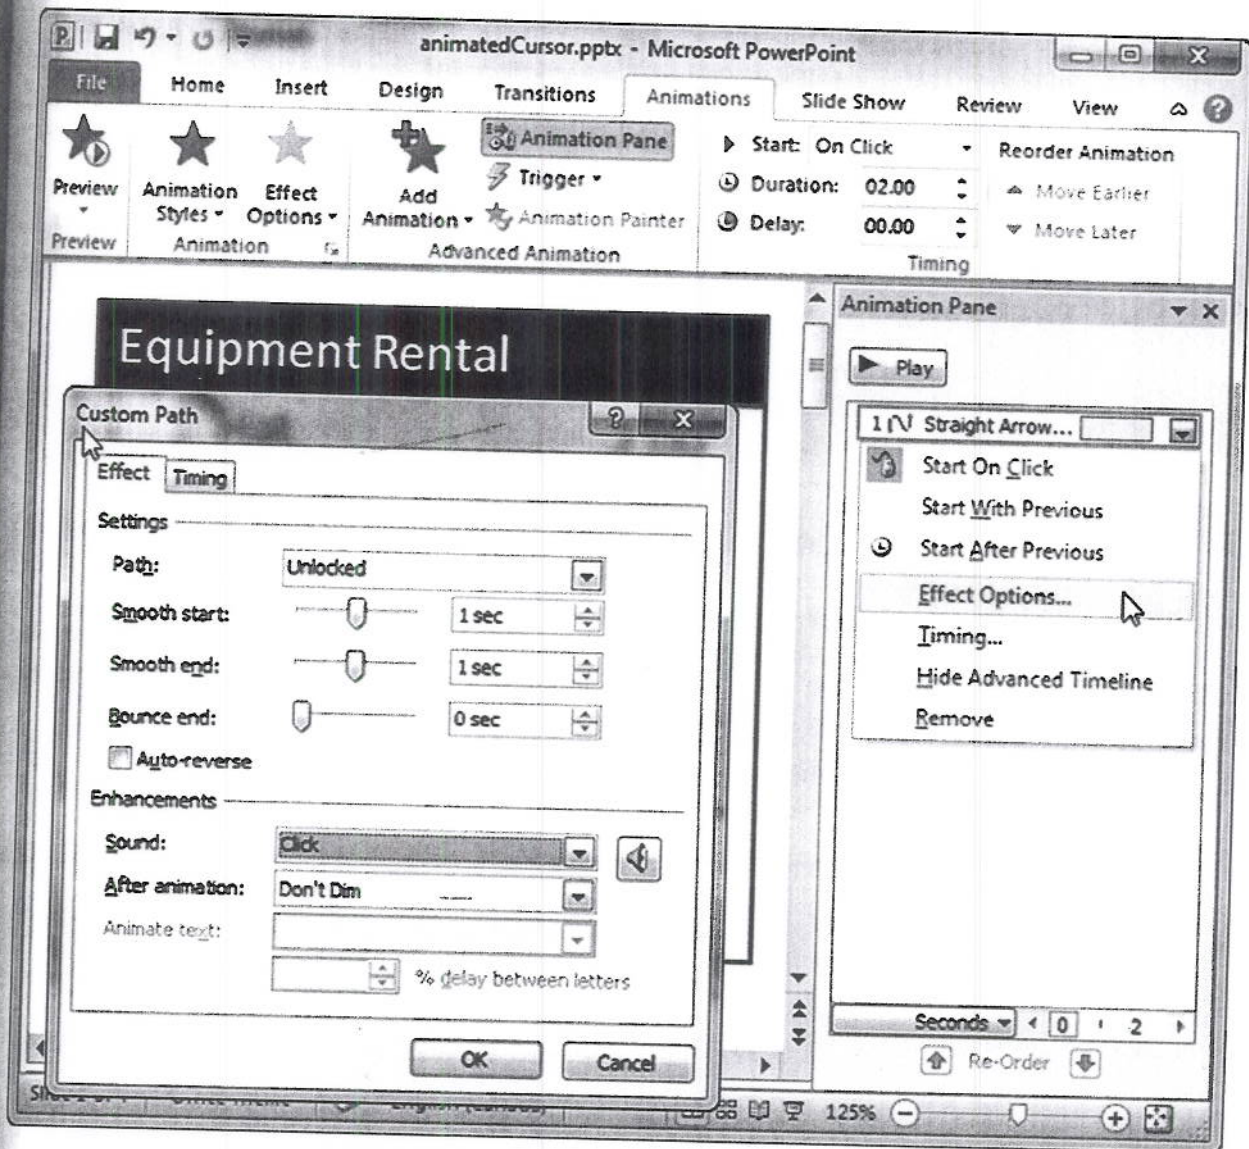 animatedCursor.pptx - Microsoft PowerPoint
File Home Insert Design Transitions Animations Slide Show Review View
Preview
Animation Styles
Effect Options
Add Animation
Animation Pane
Trigger
Animation Painter
Start: On Click
Duration: 02.00
Delay: 00.00
Reorder Animation
Move Earlier
Move Later
Preview
Animation
Advanced Animation
Timing
Equipment Rental
Custom Path
Effect Timing
Settings
Path: Unlocked
Smooth start: 1 sec
Smooth end: 1 sec
Bounce end: 0 sec
Auto-reverse
Enhancements
Sound: Click
After animation: Don't Dim
Animate text:
% delay between letters
OK Cancel
Animation Pane
Play
1 Straight Arrow...
Start On Click
Start With Previous
Start After Previous
Effect Options...
Timing...
Hide Advanced Timeline
Remove
Seconds 0 2
Re-Order
125%